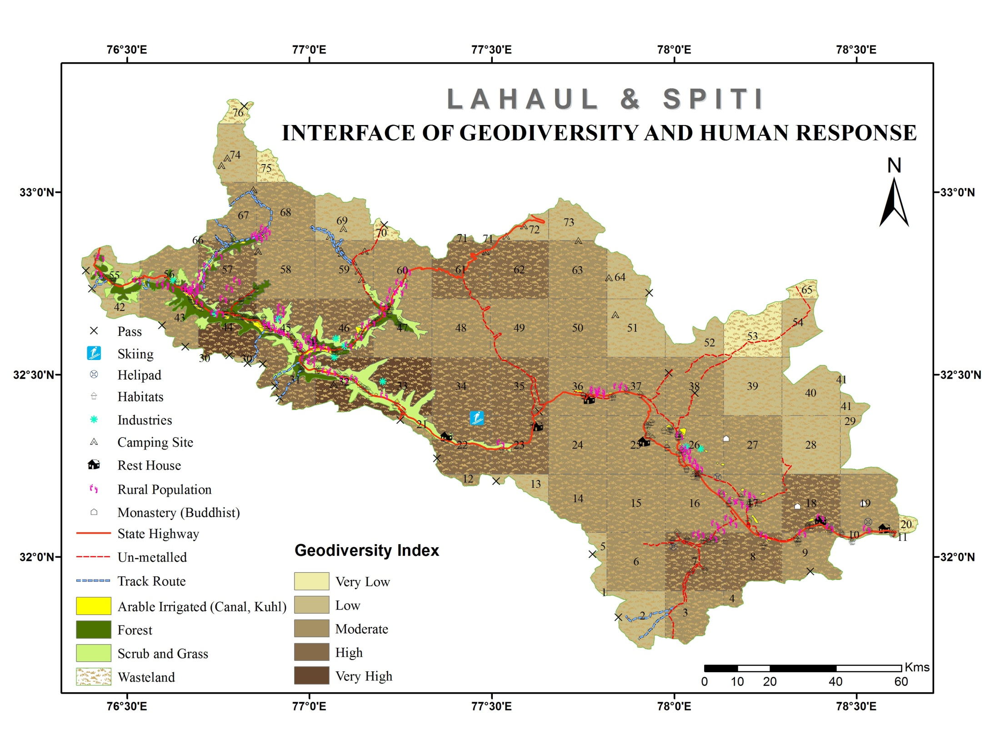 76°30'E 77°0'E 77°30'E 78°0'E 78°30'E
LAHAUL & SPITI
INTERFACE OF GEODIVERSITY AND HUMAN RESPONSE
N
76
74
75
33°0'N 33°0'N
67 68 69 70 71 71 72 73
66
55 56 57 58 59 60 61 62 63 64
65
42 43 44 45 46 47 48 49 50 51 52 53 54
30 30
32°30'N 32°30'N
31 32 33 34 35 36 37 38 39 40 41
41
21 22 23 24 25 26 27 28 29
12 13 14 15 16 17 18 19 20
10 11
5 6 7 8 9
32°0'N 32°0'N
1 2 3 4
Pass
Skiing
Helipad
Habitats
Industries
Camping Site
Rest House
Rural Population
Monastery (Buddhist)
State Highway
Un-metalled
Track Route
Arable Irrigated (Canal, Kuhl)
Forest
Scrub and Grass
Wasteland
Geodiversity Index
Very Low
Low
Moderate
High
Very High
Kms
0 10 20 40 60
76°30'E 77°0'E 77°30'E 78°0'E 78°30'E